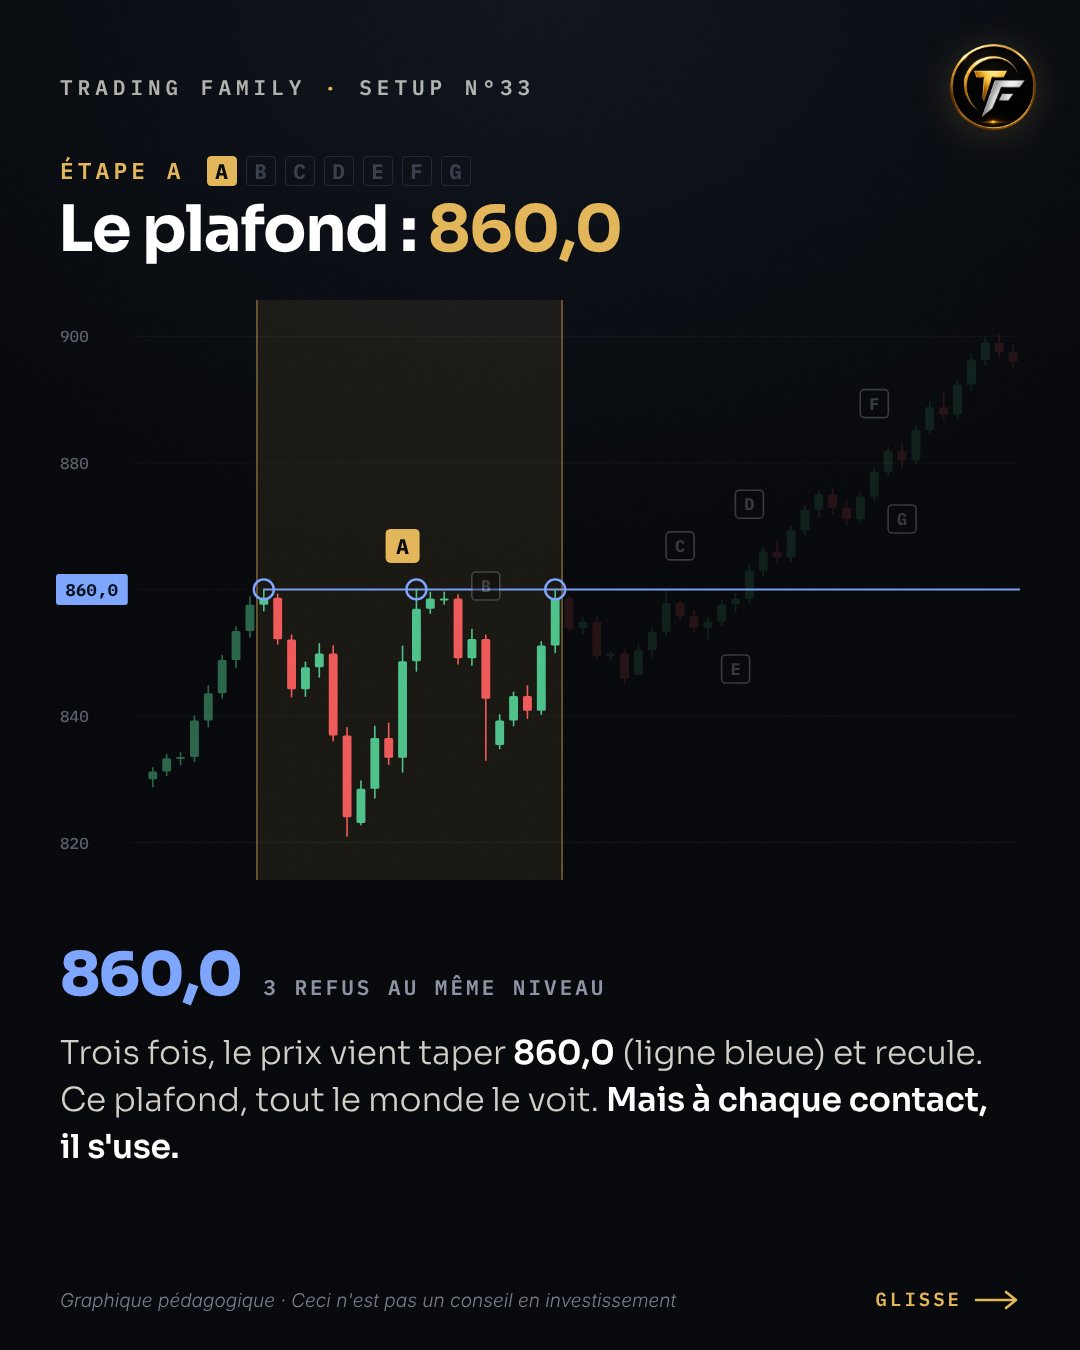 TRADING FAMILY · SETUP N°33
TF
ÉTAPE A A B C D E F G
Le plafond : 860,0
900
880
860,0
840
820
A
B
C
D
E
F
G
860,0 3 REFUS AU MÊME NIVEAU
Trois fois, le prix vient taper 860,0 (ligne bleue) et recule.
Ce plafond, tout le monde le voit. Mais à chaque contact,
il s'use.
Graphique pédagogique · Ceci n'est pas un conseil en investissement
GLISSE →